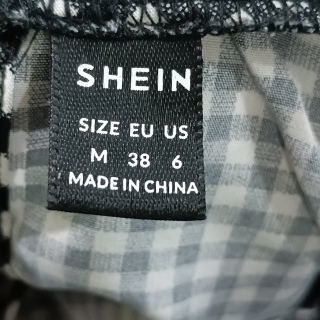 SHEIN
SIZE EU US
M 38 6
MADE IN CHINA